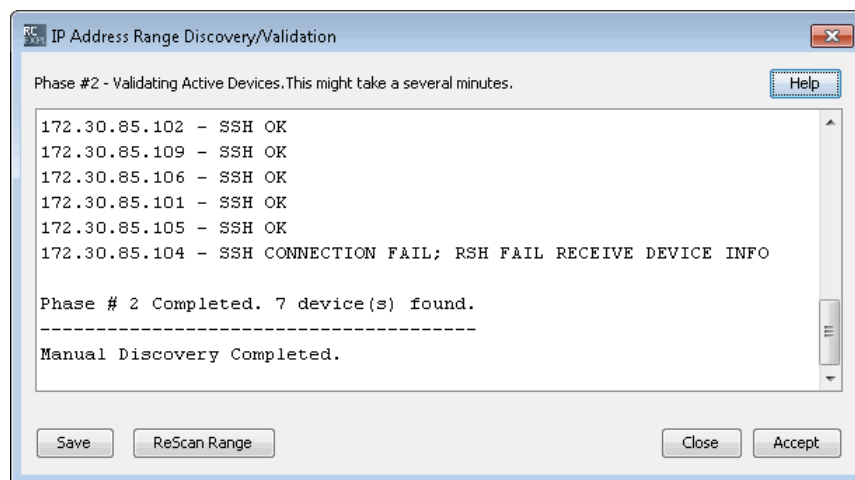 RC
EXPL
IP Address Range Discovery/Validation
Phase #2 - Validating Active Devices.This might take a several minutes.
Help
172.30.85.102 - SSH OK
172.30.85.109 - SSH OK
172.30.85.106 - SSH OK
172.30.85.101 - SSH OK
172.30.85.105 - SSH OK
172.30.85.104 - SSH CONNECTION FAIL; RSH FAIL RECEIVE DEVICE INFO
Phase # 2 Completed. 7 device(s) found.
----------------------------------------
Manual Discovery Completed.
Save
ReScan Range
Close
Accept